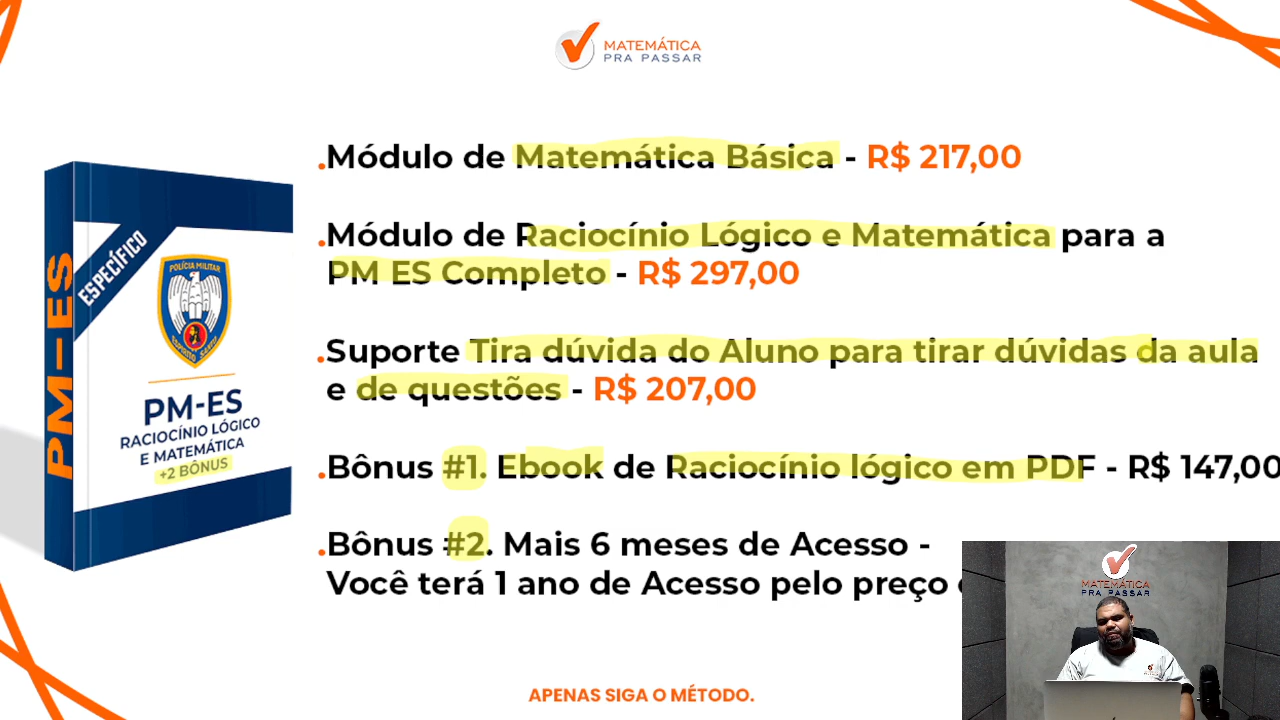 MATEMÁTICA
PRA PASSAR
.Módulo de Matemática Básica - R$ 217,00
.Módulo de Raciocínio Lógico e Matemática para a
PM ES Completo - R$ 297,00
.Suporte Tira dúvida do Aluno para tirar dúvidas da aula
e de questões - R$ 207,00
.Bônus #1. Ebook de Raciocínio lógico em PDF - R$ 147,00
.Bônus #2. Mais 6 meses de Acesso -
Você terá 1 ano de Acesso pelo preço
PM-ES
ESPECÍFICO
POLÍCIA MILITAR
ESPIRITO SANTO
PM-ES
RACIOCÍNIO LÓGICO
E MATEMÁTICA
+2 BÔNUS
MATEMÁTICA
PRA PASSAR
APENAS SIGA O MÉTODO.